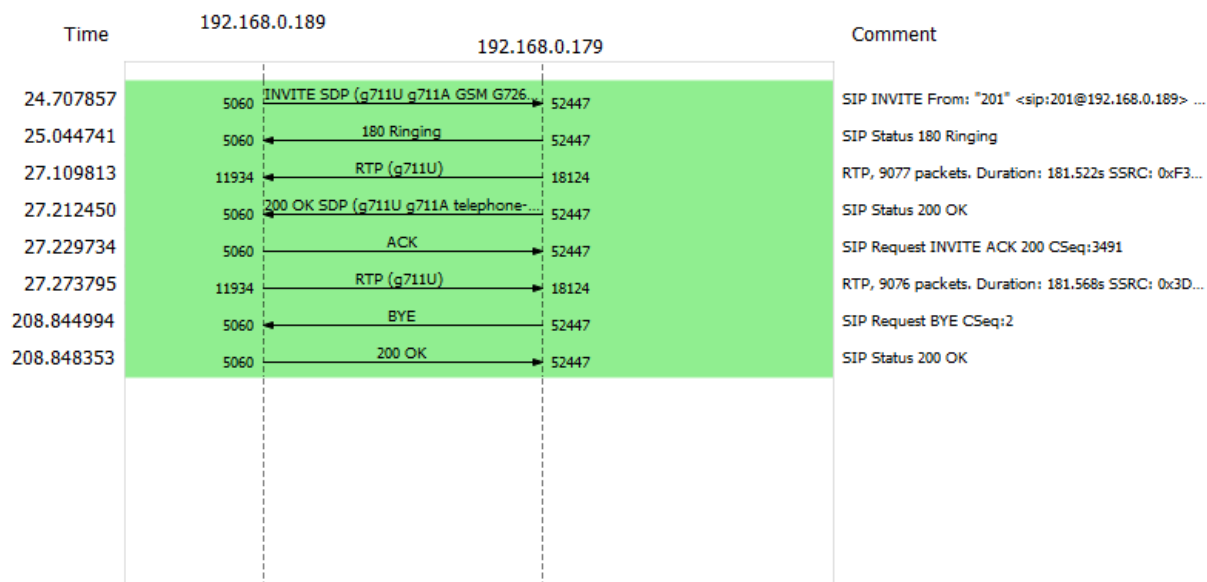 192.168.0.189
Time 192.168.0.179 Comment
24.707857 5060 INVITE SDP (g711U g711A GSM G726... 52447 SIP INVITE From: "201" <sip:201@192.168.0.189> ...
25.044741 5060 180 Ringing 52447 SIP Status 180 Ringing
27.109813 11934 RTP (g711U) 18124 RTP, 9077 packets. Duration: 181.522s SSRC: 0xF3...
27.212450 5060 200 OK SDP (g711U g711A telephone-... 52447 SIP Status 200 OK
27.229734 5060 ACK 52447 SIP Request INVITE ACK 200 CSeq:3491
27.273795 11934 RTP (g711U) 18124 RTP, 9076 packets. Duration: 181.568s SSRC: 0x3D...
208.844994 5060 BYE 52447 SIP Request BYE CSeq:2
208.848353 5060 200 OK 52447 SIP Status 200 OK